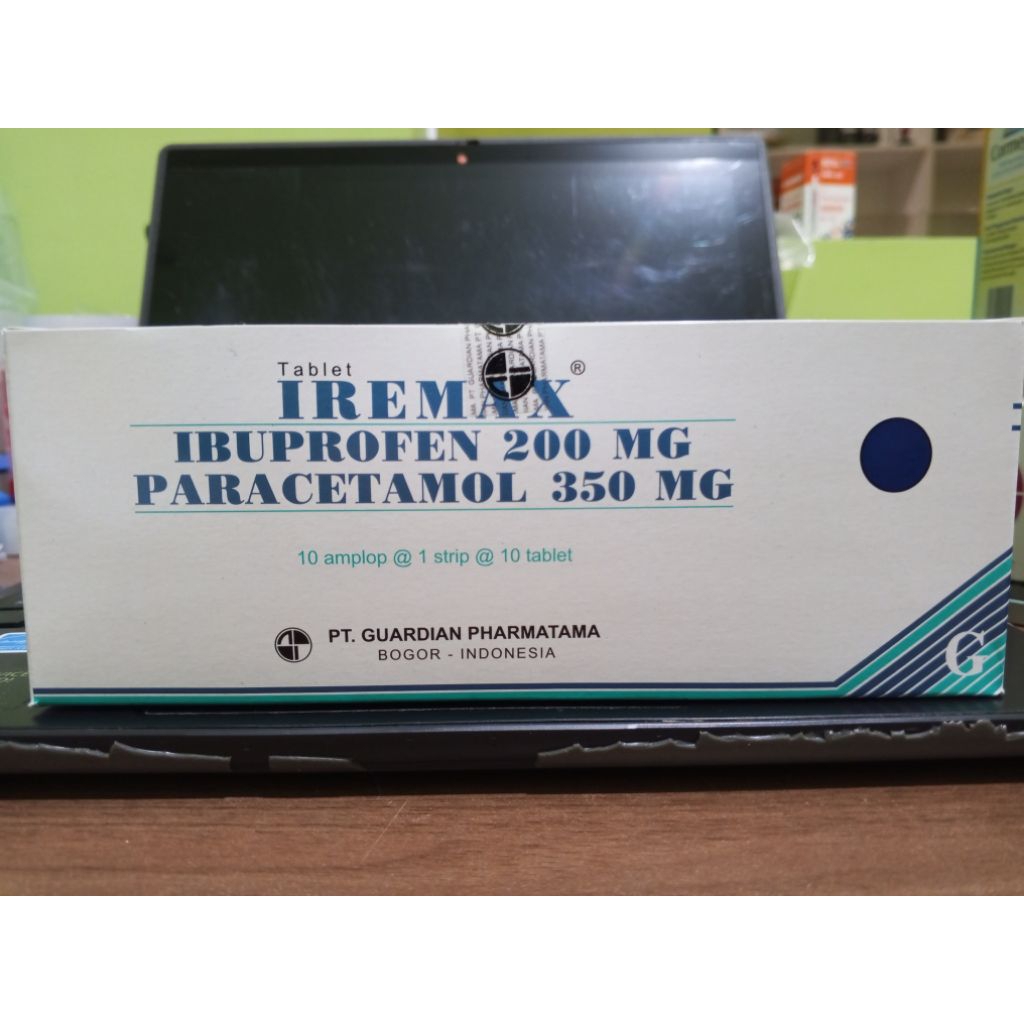 Tablet
IREMAX®
IBUPROFEN 200 MG
PARACETAMOL 350 MG
10 amplop @ 1 strip @ 10 tablet
PT. GUARDIAN PHARMATAMA
BOGOR - INDONESIA
G